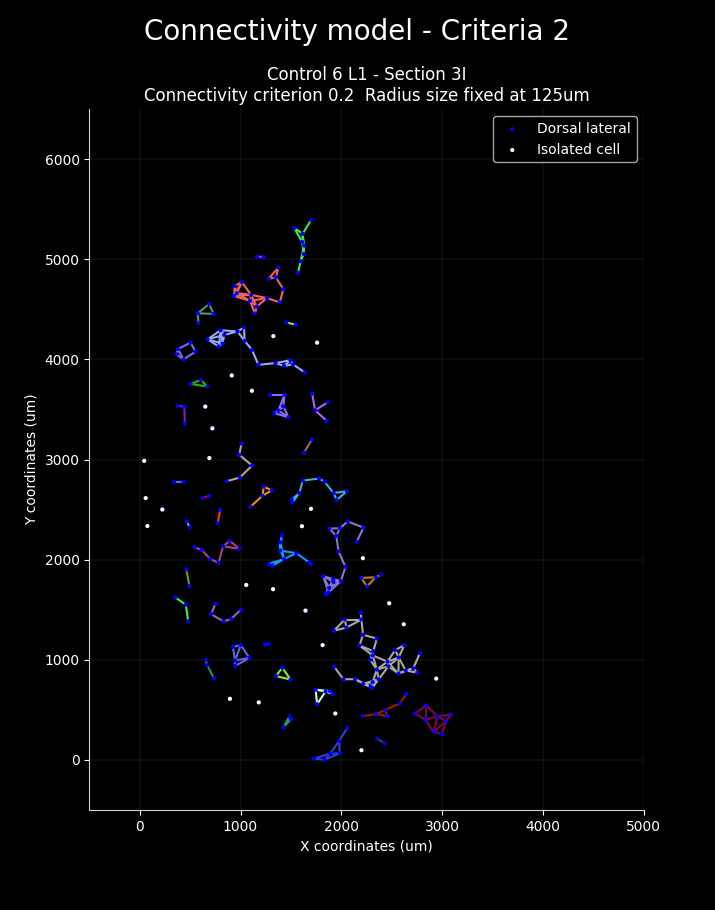 Connectivity model - Criteria 2
Control 6 L1 - Section 3I
Connectivity criterion 0.2  Radius size fixed at 125um
Dorsal lateral
Isolated cell
6000
5000
4000
3000
2000
1000
0
Y coordinates (um)
0 1000 2000 3000 4000 5000
X coordinates (um)